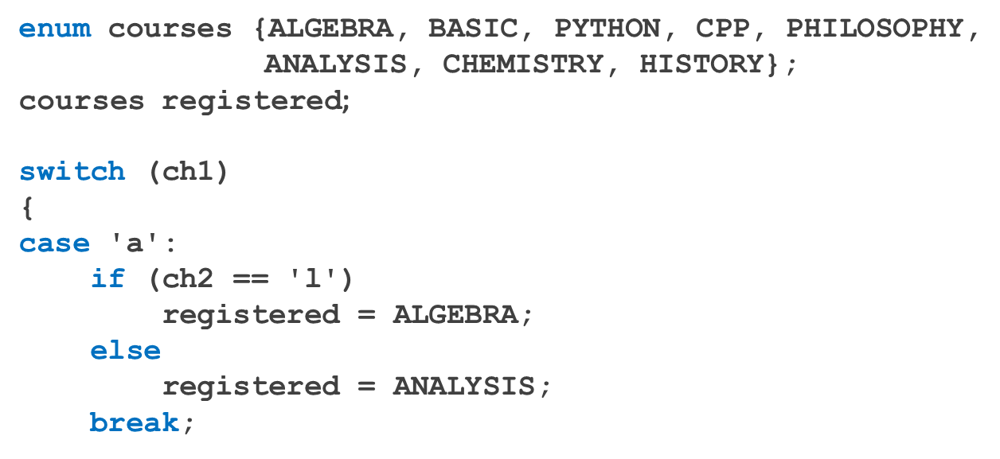 enum courses {ALGEBRA, BASIC, PYTHON, CPP, PHILOSOPHY,
              ANALYSIS, CHEMISTRY, HISTORY};
courses registered;

switch (ch1)
{
case 'a':
    if (ch2 == 'l')
        registered = ALGEBRA;
    else
        registered = ANALYSIS;
    break;